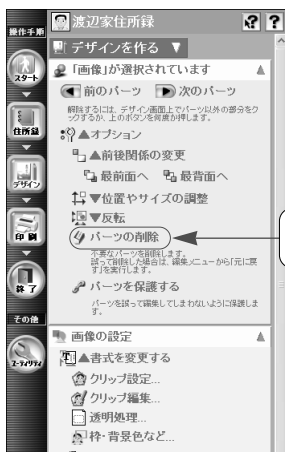 操作手順
渡辺家住所録
デザインを作る ▼
「画像」が選択されています
前のパーツ 次のパーツ
解除するには、デザイン画面上でパーツ以外の部分をク
ックするか、上のボタンを何度か押します。
▲オプション
▲前後関係の変更
最前面へ 最背面へ
▼位置やサイズの調整
▼反転
パーツの削除
不要なパーツを削除します。
誤って削除した場合は、編集メニューから「元に戻
す」を実行します。
パーツを保護する
パーツを誤って編集してしまわないように保護しま
す。
画像の設定
▲書式を変更する
クリップ設定...
クリップ編集...
透明処理...
枠・背景色など...
スタート
住所録
デザイン
印刷
終了
その他
ユーティリティ